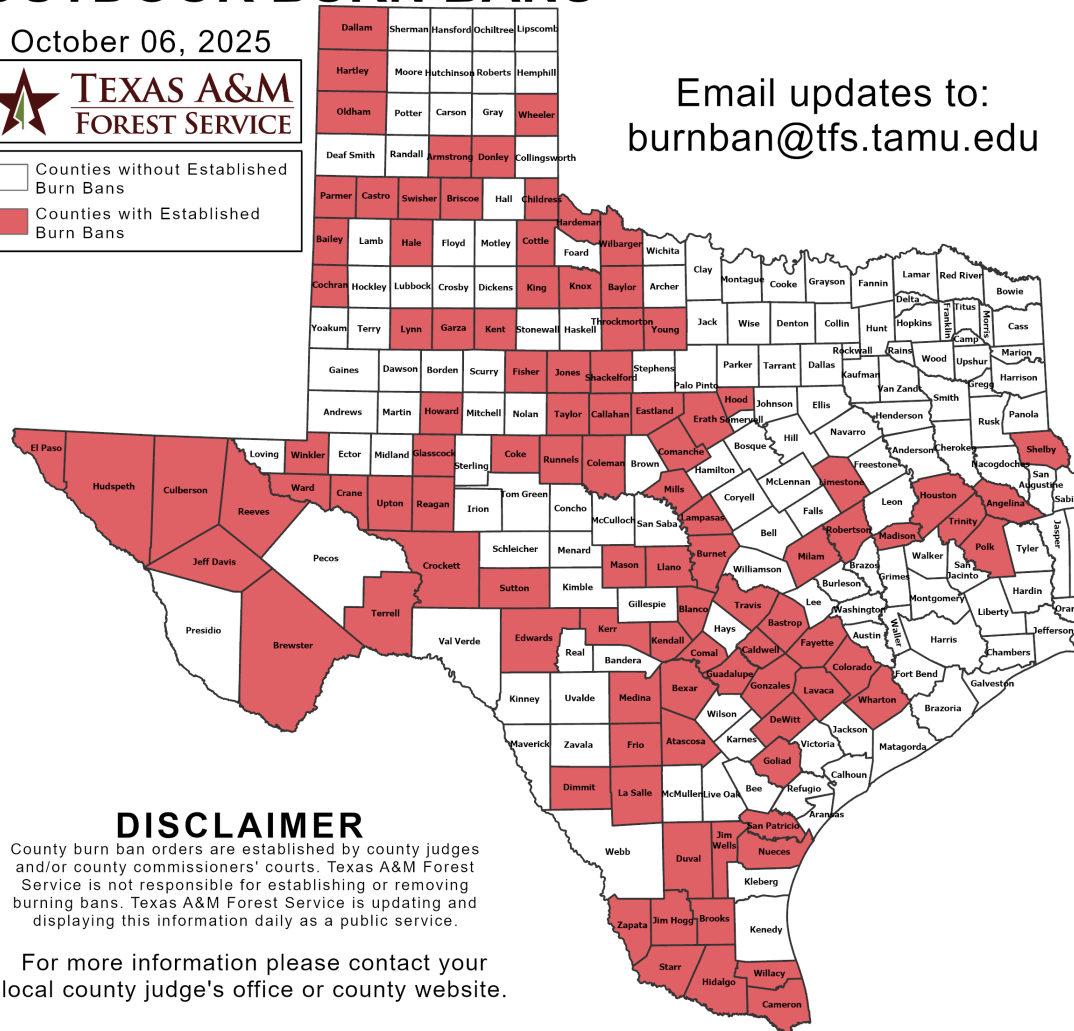 OUTDOOR BURN BANS
October 06, 2025
TEXAS A&M
FOREST SERVICE
Counties without Established
Burn Bans
Counties with Established
Burn Bans
Email updates to:
burnban@tfs.tamu.edu
Dallam Sherman Hansford Ochiltree Lipscomb
Hartley Moore Hutchinson Roberts Hemphill
Oldham Potter Carson Gray Wheeler
Deaf Smith Randall Armstrong Donley Collingsworth
Parmer Castro Swisher Briscoe Hall Childress
Hardeman
Bailey Lamb Hale Floyd Motley Cottle Foard Wilbarger Wichita
Clay Montague Cooke Grayson Fannin Lamar Red River Bowie
Cochran Hockley Lubbock Crosby Dickens King Knox Baylor Archer
Delta Franklin Titus Morris
Yoakum Terry Lynn Garza Kent Stonewall Haskell Throckmorton Young Jack Wise Denton Collin Hunt Hopkins Camp Cass
Rockwall Rains Wood Upshur Marion
Gaines Dawson Borden Scurry Fisher Jones Shackelford Stephens Palo Pinto Parker Tarrant Dallas Kaufman Van Zandt Smith Gregg Harrison
Andrews Martin Howard Mitchell Nolan Taylor Callahan Eastland Erath Hood Somervell Johnson Ellis Henderson Rusk Panola
El Paso Hudspeth Culberson Reeves Loving Winkler Ector Midland Glasscock Sterling Coke Runnels Coleman Brown Comanche Hamilton Bosque Hill Navarro Freestone Anderson Cherokee Nacogdoches Shelby
San
Augustine
Sabi
Ward Crane Upton Reagan Irion Tom Green Concho McCulloch San Saba Mills Lampasas Coryell McLennan Limestone Falls Leon Houston Angelina
Jeff Davis Pecos Crockett Schleicher Menard Mason Llano Burnet Bell Milam Robertson Madison Trinity Polk Tyler Jasper
Presidio Brewster Terrell Sutton Kimble Gillespie Blanco Williamson Travis Burleson Brazos Grimes Walker
San
Jacinto
Montgomery Liberty Hardin Oran
Val Verde Edwards Kerr Real Bandera Kendall Comal Hays Caldwell Bastrop Lee Fayette Washington Austin Waller Harris Chambers Jefferson
Kinney Uvalde Medina Bexar Guadalupe Gonzales Lavaca Colorado Wharton Fort Bend Brazoria Galveston
Maverick Zavala Frio Atascosa Wilson Karnes DeWitt Victoria Jackson Matagorda
Dimmit La Salle McMullen Live Oak Bee Goliad Refugio Calhoun Aransas
Webb Duval
Jim
Wells
San Patricio Nueces
Kleberg
Zapata Jim Hogg Brooks Kenedy
Starr Hidalgo Willacy
Cameron
DISCLAIMER
County burn ban orders are established by county judges
and/or county commissioners' courts. Texas A&M Forest
Service is not responsible for establishing or removing
burning bans. Texas A&M Forest Service is updating and
displaying this information daily as a public service.
For more information please contact your
local county judge's office or county website.